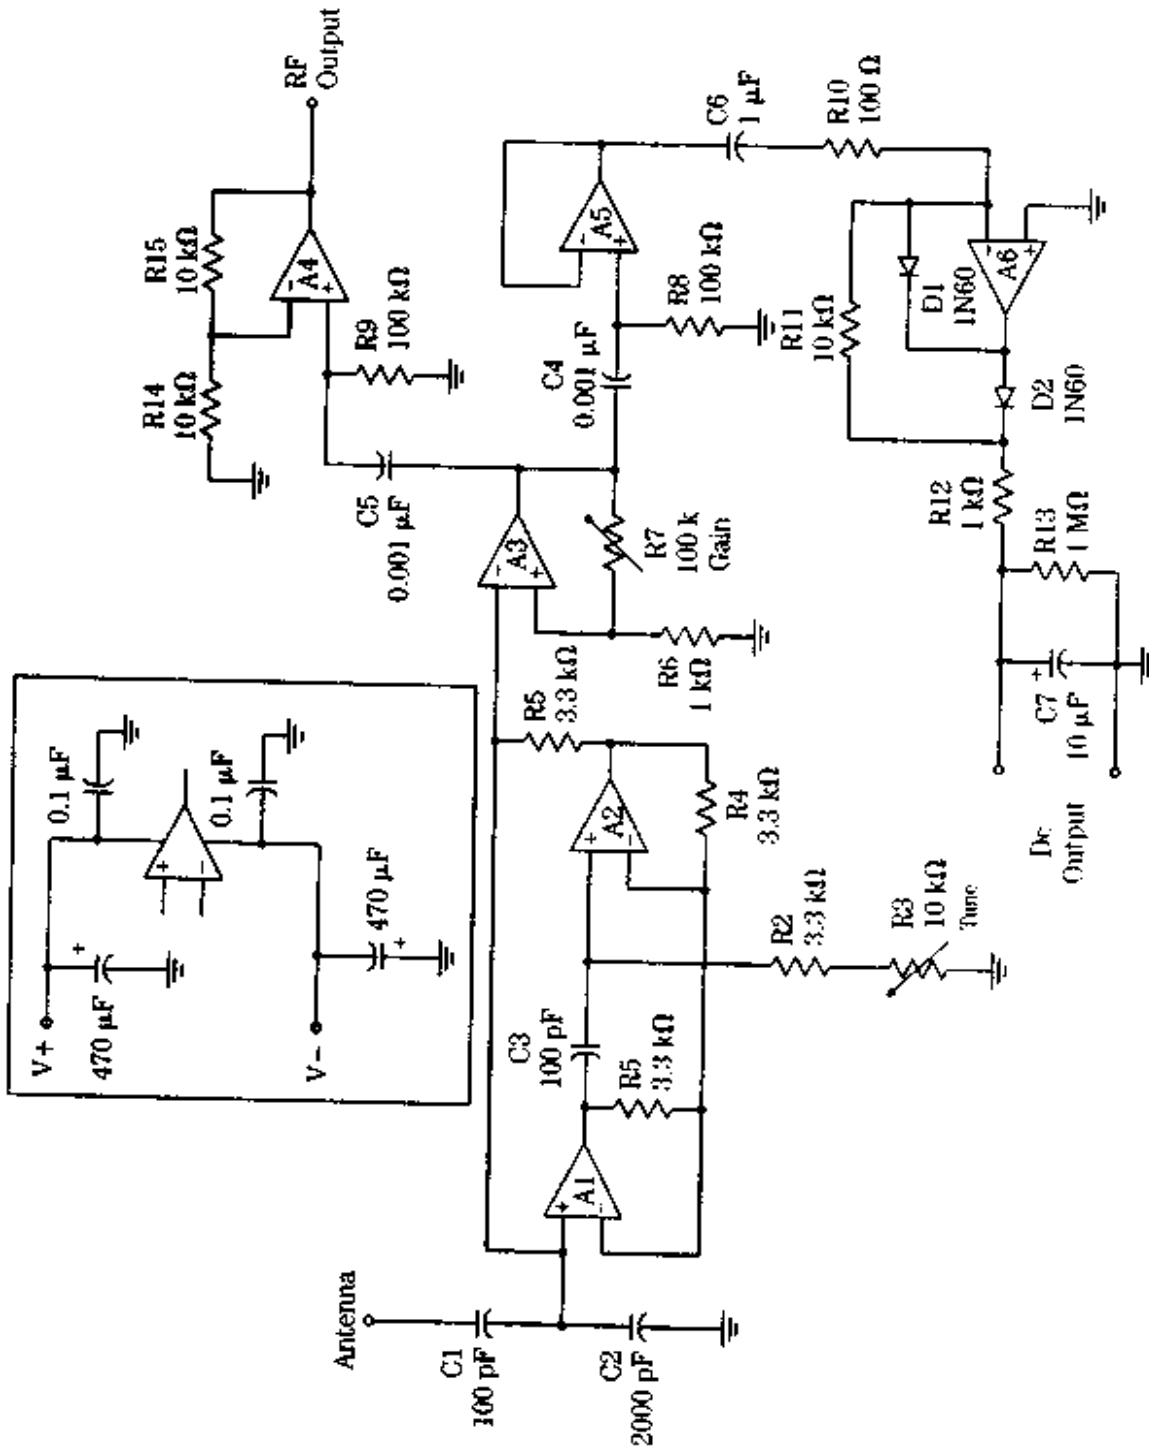 Antenna
C1
100 pF
C2
2000 pF
A1
+
-
R5
3.3 kΩ
C3
100 pF
R2
3.3 kΩ
R3
10 kΩ
Tune
A2
+
-
R4
3.3 kΩ
R5
3.3 kΩ
R6
1 kΩ
R7
100 k
Gain
A3
-
+
C5
0.001 µF
C4
0.001 µF
R14
10 kΩ
R15
10 kΩ
A4
-
+
R9
100 kΩ
RF
Output
A5
-
+
R8
100 kΩ
C6
1 µF
R10
100 Ω
R11
10 kΩ
D1
1N60
A6
-
+
D2
1N60
R12
1 kΩ
R13
1 MΩ
C7
10 µF
+
Dc
Output
V+
470 µF
+
0.1 µF
+
-
0.1 µF
V-
470 µF
+